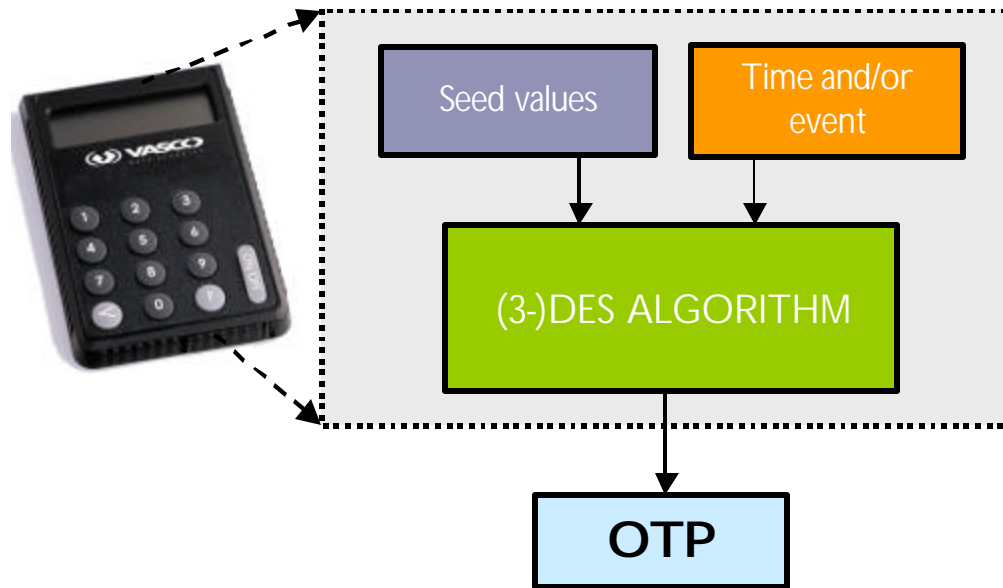 Seed values
Time and/or
event
VASCO
1 2 3
4 5 6
7 8 9
0
(3-)DES ALGORITHM
OTP